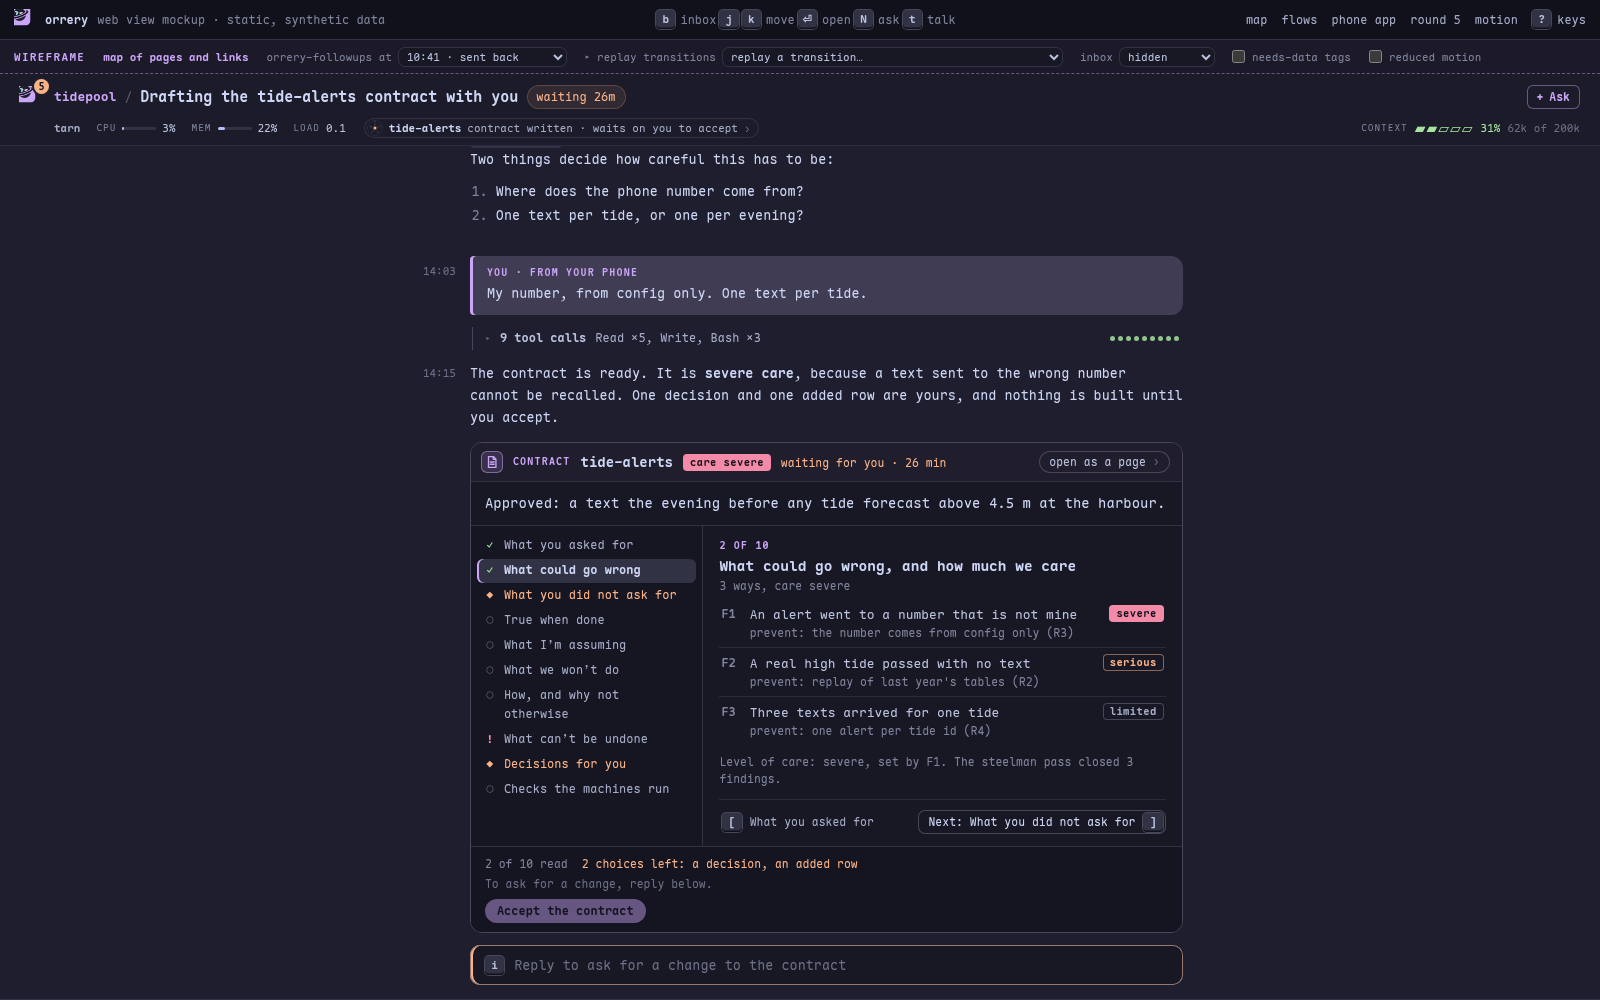 orrery web view mockup · static, synthetic data
b inbox j k move ⏎ open N ask t talk
map flows phone app round 5 motion ? keys
WIREFRAME map of pages and links orrery-followups at 10:41 · sent back ▸ replay transitions replay a transition… inbox hidden needs-data tags reduced motion
5
tidepool / Drafting the tide-alerts contract with you waiting 26m
+ Ask
tarn CPU 3% MEM 22% LOAD 0.1 tide-alerts contract written · waits on you to accept ›
CONTEXT 31% 62k of 200k
Two things decide how careful this has to be:
1. Where does the phone number come from?
2. One text per tide, or one per evening?
14:03
YOU · FROM YOUR PHONE
My number, from config only. One text per tide.
9 tool calls Read ×5, Write, Bash ×3
14:15
The contract is ready. It is severe care, because a text sent to the wrong number
cannot be recalled. One decision and one added row are yours, and nothing is built until
you accept.
CONTRACT tide-alerts care severe waiting for you · 26 min open as a page ›
Approved: a text the evening before any tide forecast above 4.5 m at the harbour.
✓ What you asked for
✓ What could go wrong
◆ What you did not ask for
○ True when done
○ What I’m assuming
○ What we won’t do
○ How, and why not
otherwise
! What can’t be undone
◆ Decisions for you
○ Checks the machines run
2 OF 10
What could go wrong, and how much we care
3 ways, care severe
F1 An alert went to a number that is not mine severe
prevent: the number comes from config only (R3)
F2 A real high tide passed with no text serious
prevent: replay of last year's tables (R2)
F3 Three texts arrived for one tide limited
prevent: one alert per tide id (R4)
Level of care: severe, set by F1. The steelman pass closed 3
findings.
[ What you asked for Next: What you did not ask for ]
2 of 10 read 2 choices left: a decision, an added row
To ask for a change, reply below.
Accept the contract
i Reply to ask for a change to the contract